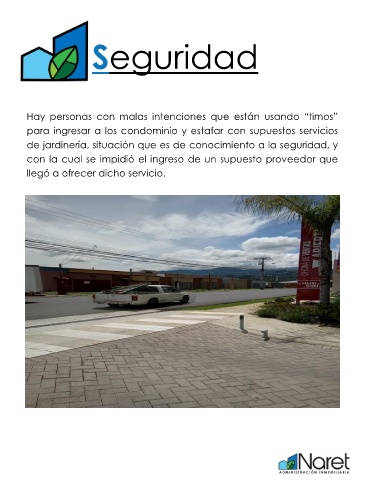 Seguridad
Hay personas con malas intenciones que están usando “timos”
para ingresar a los condominio y estafar con supuestos servicios
de jardinería, situación que es de conocimiento a la seguridad, y
con la cual se impidió el ingreso de un supuesto proveedor que
llegó a ofrecer dicho servicio.
Naret
ADMINISTRACIÓN INMOBILIARIA